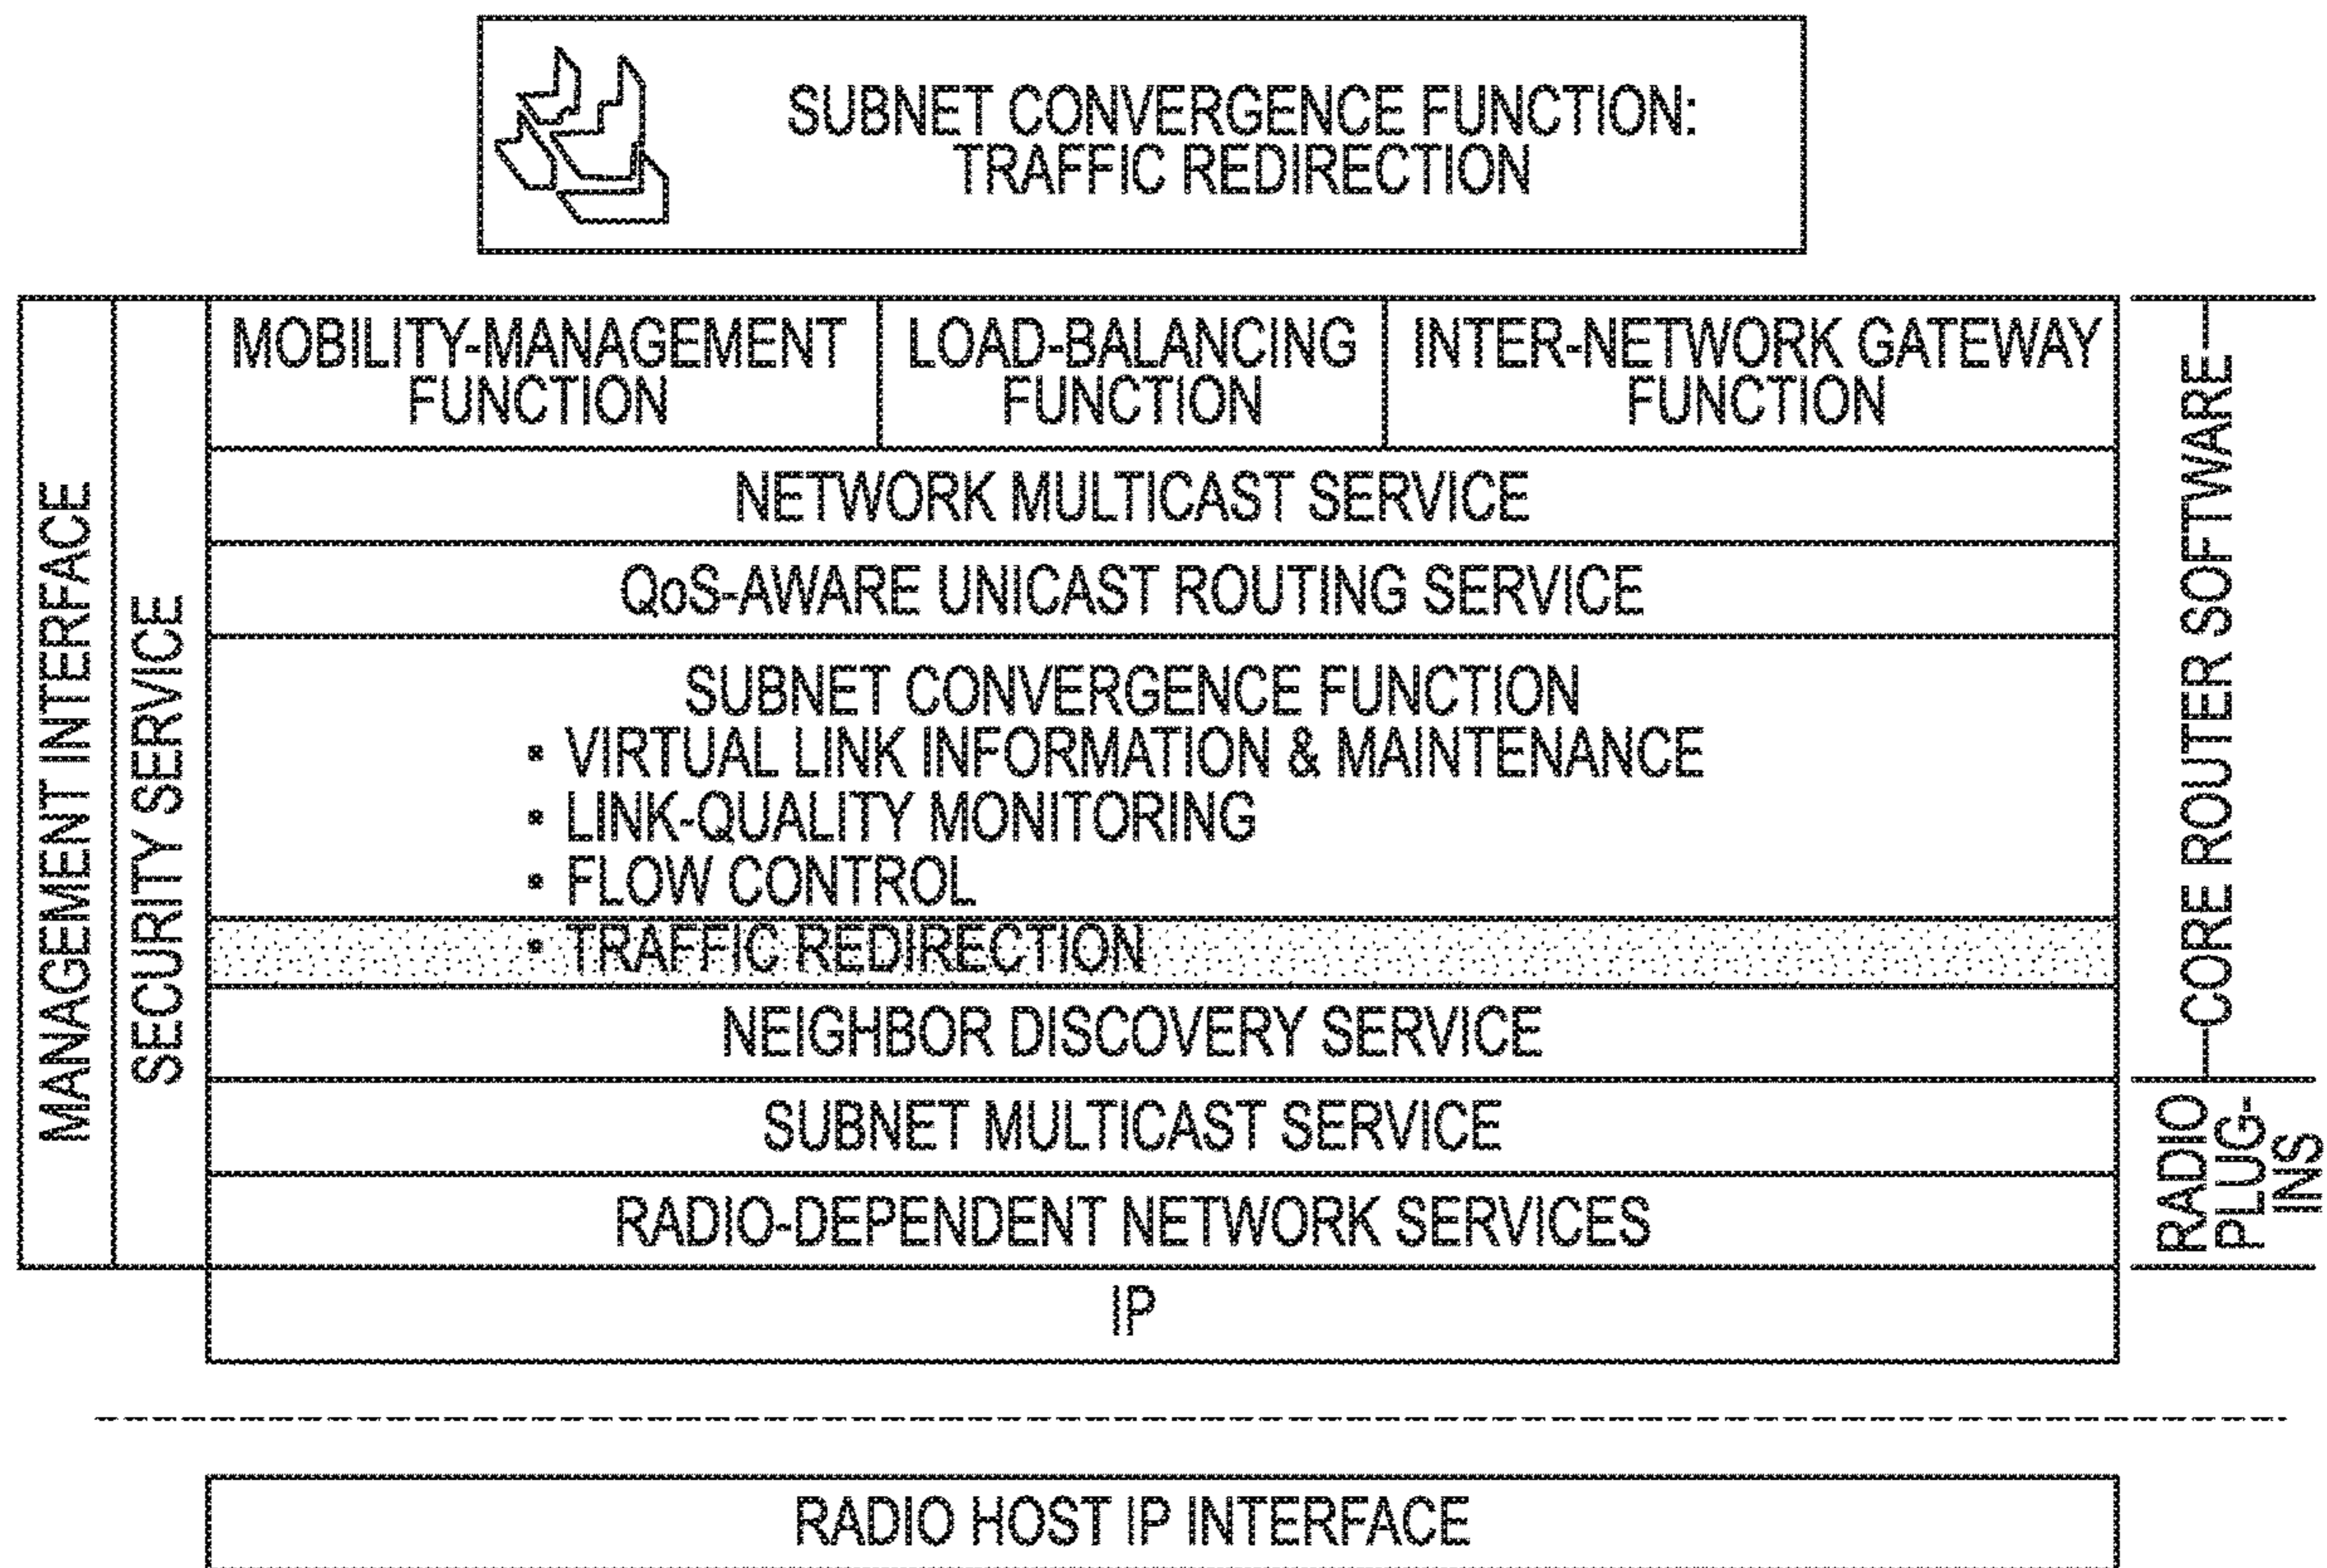 SUBNET CONVERGENCE FUNCTION:
TRAFFIC REDIRECTION
MANAGEMENT INTERFACE
SECURITY SERVICE
MOBILITY-MANAGEMENT
FUNCTION
LOAD-BALANCING
FUNCTION
INTER-NETWORK GATEWAY
FUNCTION
NETWORK MULTICAST SERVICE
QoS-AWARE UNICAST ROUTING SERVICE
SUBNET CONVERGENCE FUNCTION
▪ VIRTUAL LINK INFORMATION & MAINTENANCE
▪ LINK-QUALITY MONITORING
▪ FLOW CONTROL
▪ TRAFFIC REDIRECTION
NEIGHBOR DISCOVERY SERVICE
SUBNET MULTICAST SERVICE
RADIO-DEPENDENT NETWORK SERVICES
IP
CORE ROUTER SOFTWARE
RADIO
PLUG-
INS
RADIO HOST IP INTERFACE